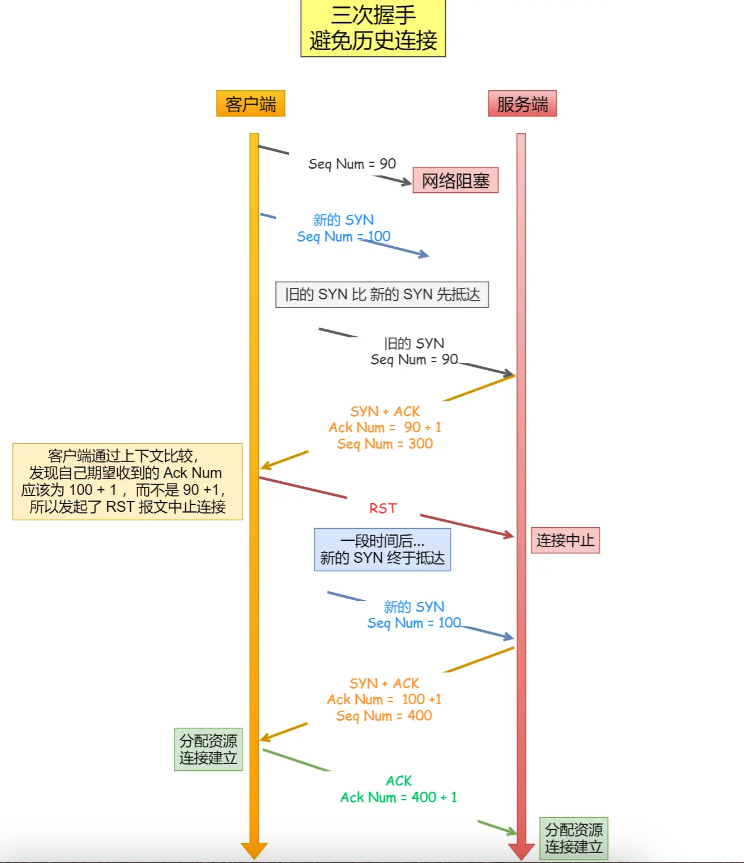 三次握手
避免历史连接
客户端
服务端
Seq Num = 90
网络阻塞
新的 SYN
Seq Num = 100
旧的 SYN 比 新的 SYN 先抵达
旧的 SYN
Seq Num = 90
SYN + ACK
Ack Num = 90 + 1
Seq Num = 300
客户端通过上下文比较，
发现自己期望收到的 Ack Num
应该为 100 + 1 ，而不是 90 +1，
所以发起了 RST 报文中止连接
RST
连接中止
一段时间后...
新的 SYN 终于抵达
新的 SYN
Seq Num = 100
SYN + ACK
Ack Num = 100 +1
Seq Num = 400
分配资源
连接建立
ACK
Ack Num = 400 + 1
分配资源
连接建立